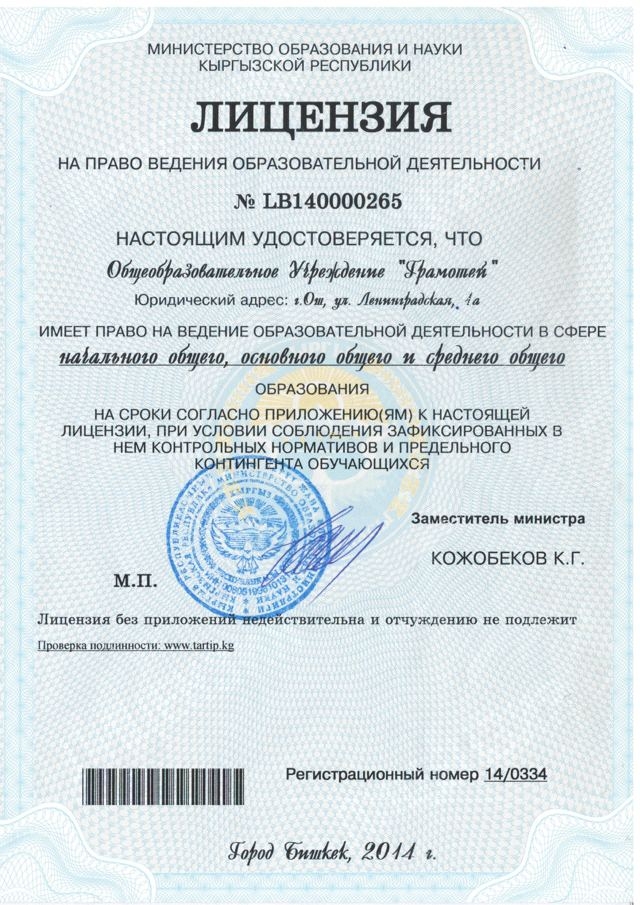 МИНИСТЕРСТВО ОБРАЗОВАНИЯ И НАУКИ
КЫРГЫЗСКОЙ РЕСПУБЛИКИ
ЛИЦЕНЗИЯ
НА ПРАВО ВЕДЕНИЯ ОБРАЗОВАТЕЛЬНОЙ ДЕЯТЕЛЬНОСТИ
№ LB140000265
НАСТОЯЩИМ УДОСТОВЕРЯЕТСЯ, ЧТО
Общеобразовательное Учреждение "Грамотей"
Юридический адрес: г.Ош, ул. Ленинградская, 4а
ИМЕЕТ ПРАВО НА ВЕДЕНИЕ ОБРАЗОВАТЕЛЬНОЙ ДЕЯТЕЛЬНОСТИ В СФЕРЕ
начального общего, основного общего и среднего общего
ОБРАЗОВАНИЯ
НА СРОКИ СОГЛАСНО ПРИЛОЖЕНИЮ(ЯМ) К НАСТОЯЩЕЙ
ЛИЦЕНЗИИ, ПРИ УСЛОВИИ СОБЛЮДЕНИЯ ЗАФИКСИРОВАННЫХ В
НЕМ КОНТРОЛЬНЫХ НОРМАТИВОВ И ПРЕДЕЛЬНОГО
КОНТИНГЕНТА ОБУЧАЮЩИХСЯ
Заместитель министра
КОЖОБЕКОВ К.Г.
М.П.
Лицензия без приложений недействительна и отчуждению не подлежит
Проверка подлинности: www.tartip.kg
Регистрационный номер 14/0334
Город Бишкек, 2014 г.